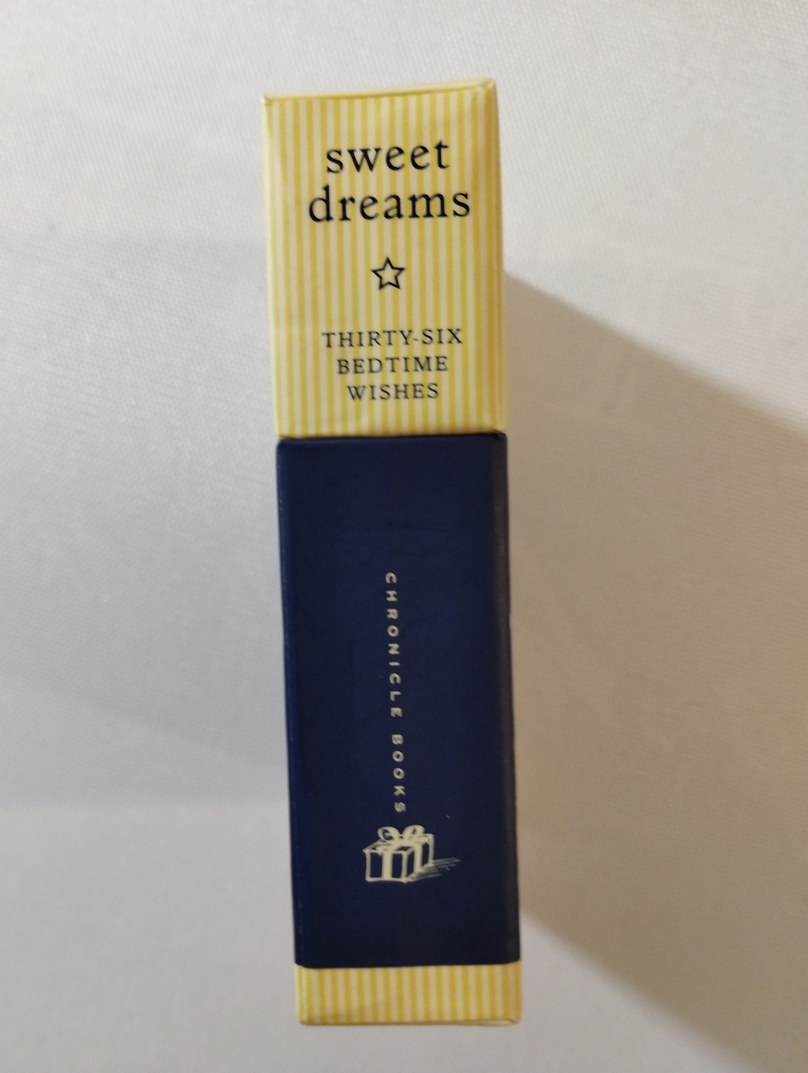 sweet
dreams
THIRTY-SIX
BEDTIME
WISHES
CHRONICLE BOOKS